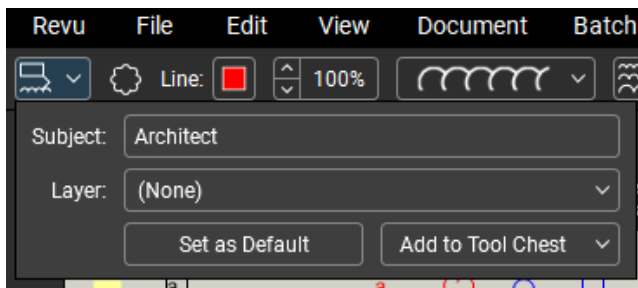 Revu File Edit View Document Batch
Line: 100%
Subject: Architect
Layer: (None)
Set as Default Add to Tool Chest
a a